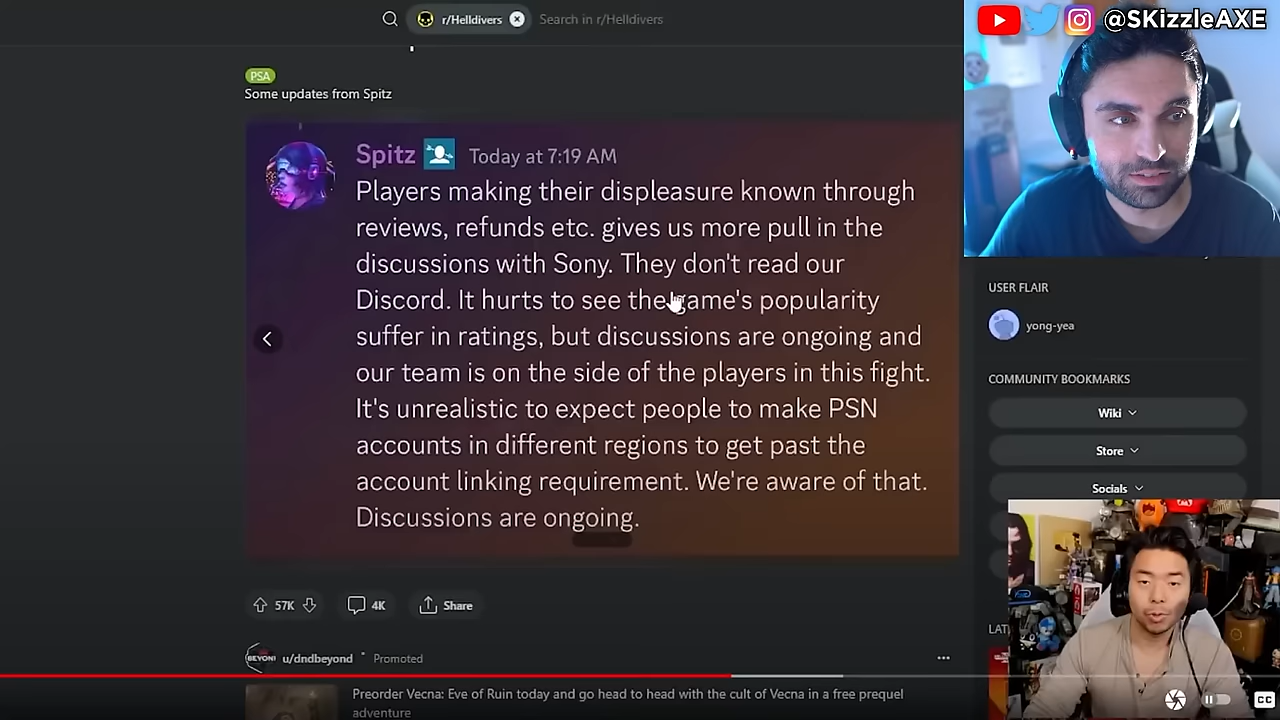 r/Helldivers
Search in r/Helldivers
@SKizzleAXE
PSA
Some updates from Spitz
Spitz Today at 7:19 AM
Players making their displeasure known through
reviews, refunds etc. gives us more pull in the
discussions with Sony. They don't read our
Discord. It hurts to see the game's popularity
suffer in ratings, but discussions are ongoing and
our team is on the side of the players in this fight.
It's unrealistic to expect people to make PSN
accounts in different regions to get past the
account linking requirement. We're aware of that.
Discussions are ongoing.
USER FLAIR
yong-yea
COMMUNITY BOOKMARKS
Wiki
Store
Socials
57K
4K
Share
BEYOND
u/dndbeyond
Promoted
Preorder Vecna: Eve of Ruin today and go head to head with the cult of Vecna in a free prequel
adventure
CC